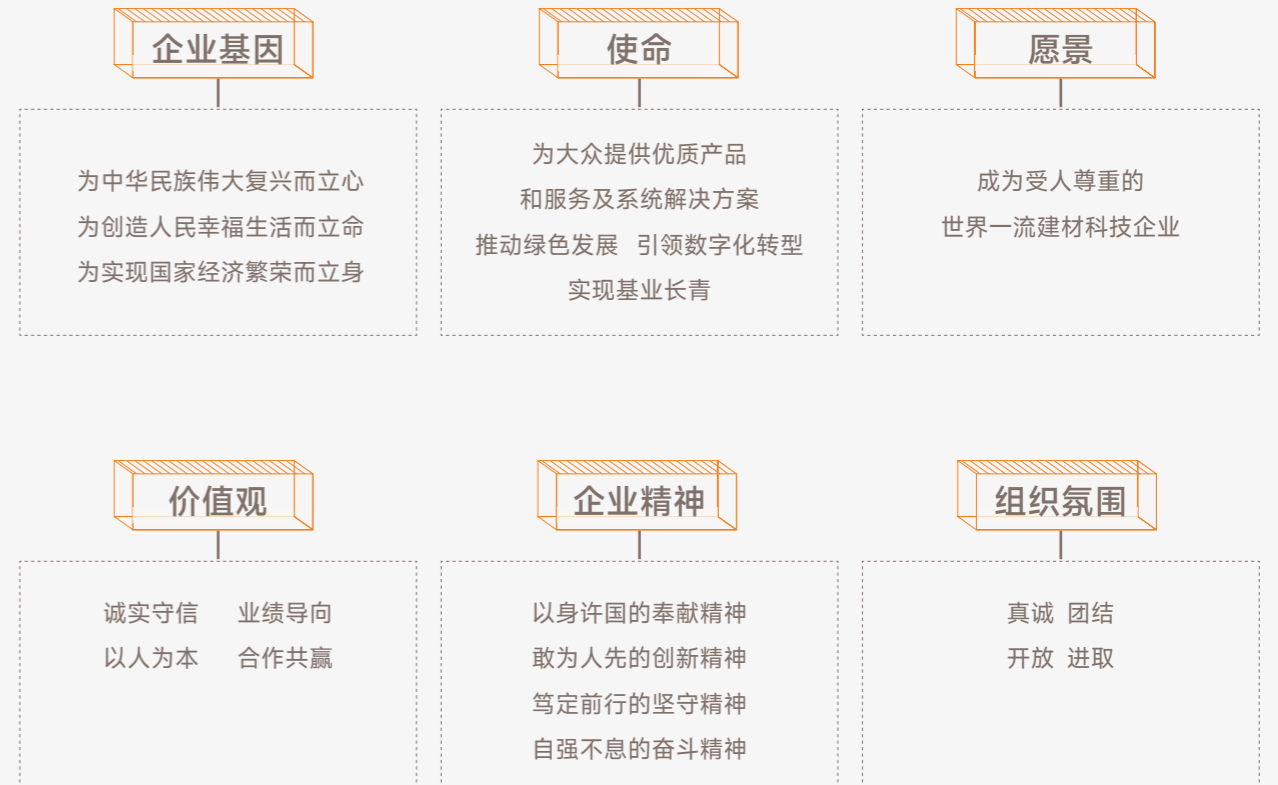 企业基因
为中华民族伟大复兴而立心
为创造人民幸福生活而立命
为实现国家经济繁荣而立身
使命
为大众提供优质产品
和服务及系统解决方案
推动绿色发展 引领数字化转型
实现基业长青
愿景
成为受人尊重的
世界一流建材科技企业
价值观
诚实守信 业绩导向
以人为本 合作共赢
企业精神
以身许国的奉献精神
敢为人先的创新精神
笃定前行的坚守精神
自强不息的奋斗精神
组织氛围
真诚 团结
开放 进取